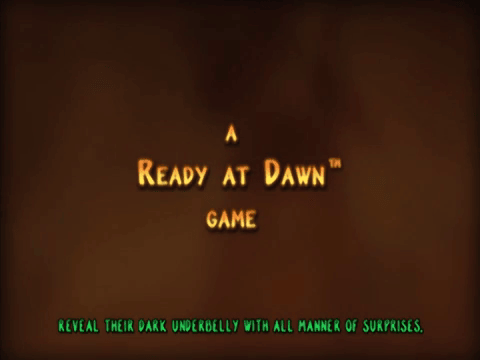 A
READY AT DAWN™
GAME
REVEAL THEIR DARK UNDERBELLY WITH ALL MANNER OF SURPRISES.